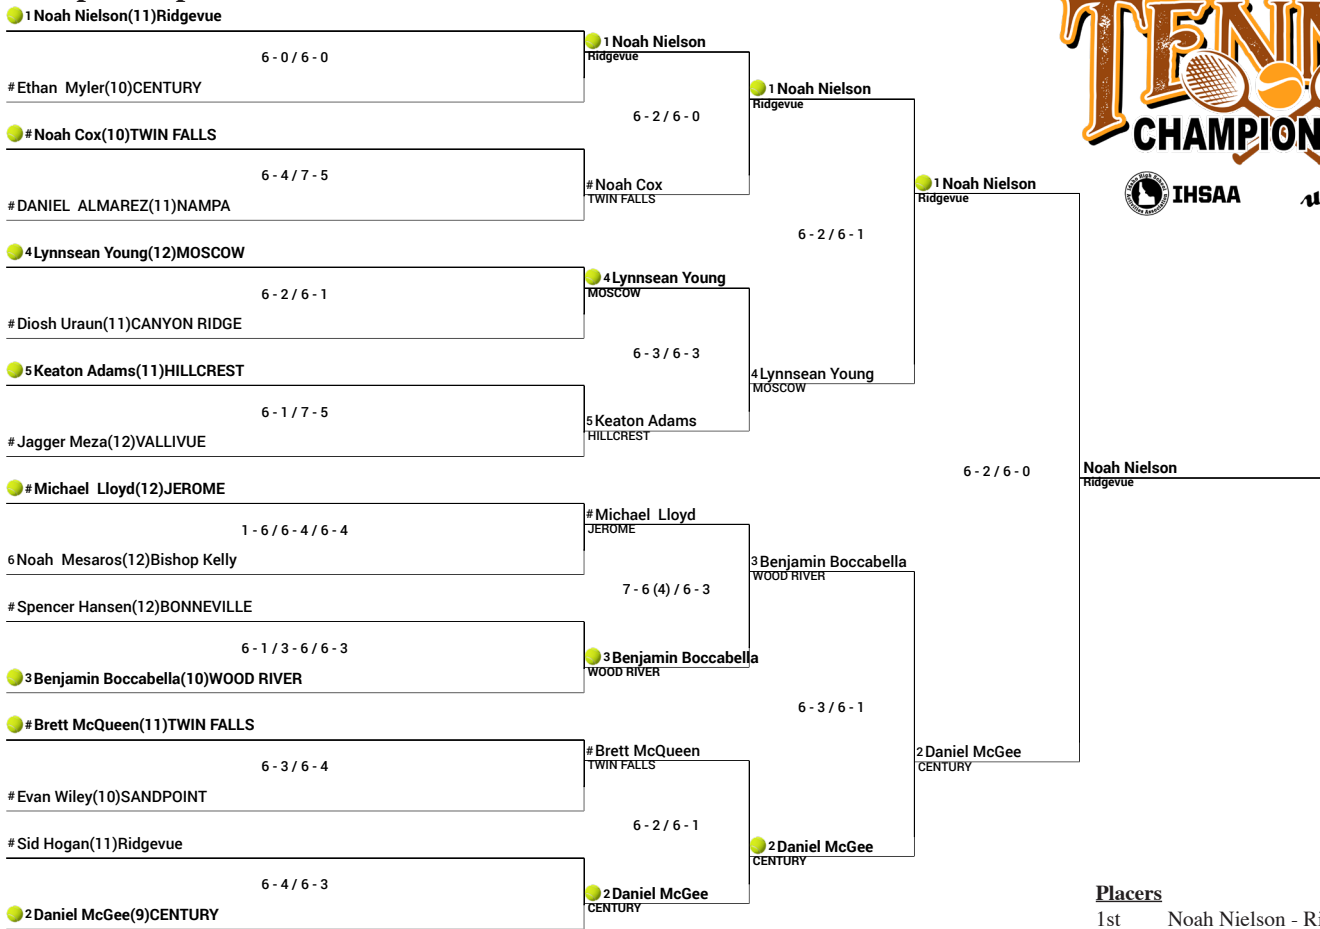 1 Noah Nielson(11)Ridgevue
6 - 0 / 6 - 0
# Ethan Myler(10)CENTURY
# Noah Cox(10)TWIN FALLS
6 - 4 / 7 - 5
# DANIEL ALMAREZ(11)NAMPA
4 Lynnsean Young(12)MOSCOW
6 - 2 / 6 - 1
# Diosh Uraun(11)CANYON RIDGE
5 Keaton Adams(11)HILLCREST
6 - 1 / 7 - 5
# Jagger Meza(12)VALLIVUE
# Michael Lloyd(12)JEROME
1 - 6 / 6 - 4 / 6 - 4
6 Noah Mesaros(12)Bishop Kelly
# Spencer Hansen(12)BONNEVILLE
6 - 1 / 3 - 6 / 6 - 3
3 Benjamin Boccabella(10)WOOD RIVER
# Brett McQueen(11)TWIN FALLS
6 - 3 / 6 - 4
# Evan Wiley(10)SANDPOINT
# Sid Hogan(11)Ridgevue
6 - 4 / 6 - 3
2 Daniel McGee(9)CENTURY
1 Noah Nielson
Ridgevue
6 - 2 / 6 - 0
# Noah Cox
TWIN FALLS
4 Lynnsean Young
MOSCOW
6 - 3 / 6 - 3
5 Keaton Adams
HILLCREST
# Michael Lloyd
JEROME
7 - 6 (4) / 6 - 3
3 Benjamin Boccabella
WOOD RIVER
# Brett McQueen
TWIN FALLS
6 - 2 / 6 - 1
2 Daniel McGee
CENTURY
1 Noah Nielson
Ridgevue
6 - 2 / 6 - 1
4 Lynnsean Young
MOSCOW
3 Benjamin Boccabella
WOOD RIVER
6 - 3 / 6 - 1
2 Daniel McGee
CENTURY
1 Noah Nielson
Ridgevue
6 - 2 / 6 - 0
2 Daniel McGee
CENTURY
Noah Nielson
Ridgevue
TENN
CHAMPION
Idaho High School Activities Association
IHSAA
Placers
1st Noah Nielson - Ri